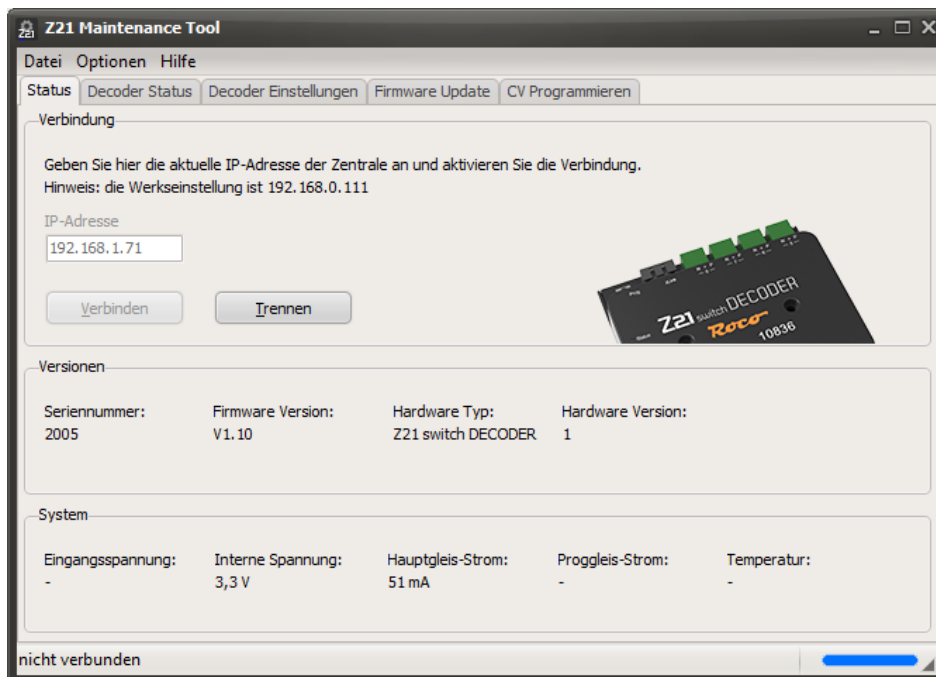 Z21 Maintenance Tool
Datei Optionen Hilfe
Status Decoder Status Decoder Einstellungen Firmware Update CV Programmieren
Verbindung
Geben Sie hier die aktuelle IP-Adresse der Zentrale an und aktivieren Sie die Verbindung.
Hinweis: die Werkseinstellung ist 192.168.0.111
IP-Adresse
192.168.1.71
Verbinden Trennen
Z21 switch DECODER
Roco 10836
Versionen
Seriennummer: Firmware Version: Hardware Typ: Hardware Version:
2005 V1.10 Z21 switch DECODER 1
System
Eingangsspannung: Interne Spannung: Hauptgleis-Strom: Proggleis-Strom: Temperatur:
- 3,3 V 51 mA - -
nicht verbunden